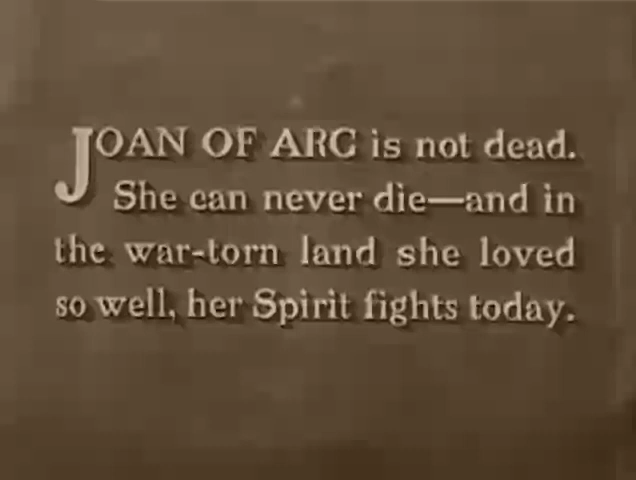 JOAN OF ARC is not dead.
She can never die—and in
the war-torn land she loved
so well, her Spirit fights today.